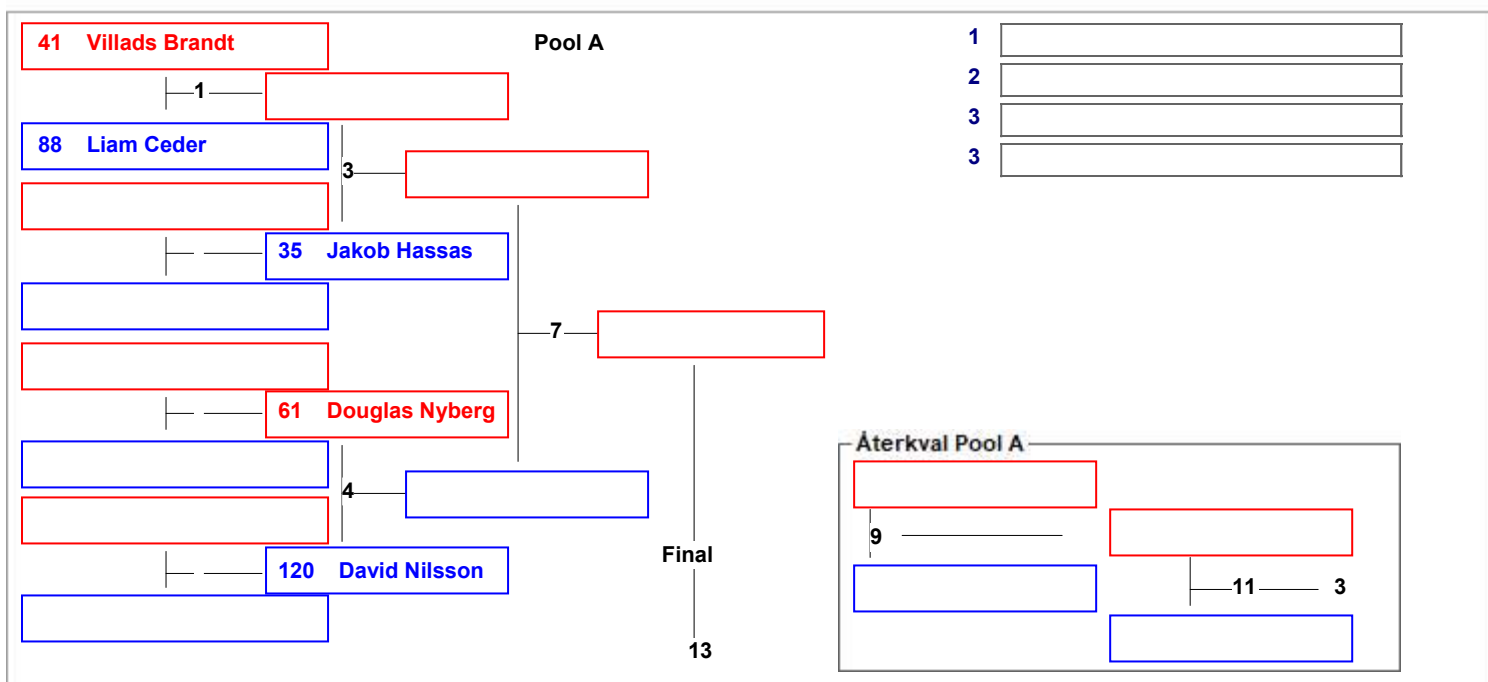 41 Villads Brandt
Pool A
1
88 Liam Ceder
3
35 Jakob Hassas
7
61 Douglas Nyberg
4
120 David Nilsson
Final
13
1
2
3
3
Återkval Pool A
9
11 3